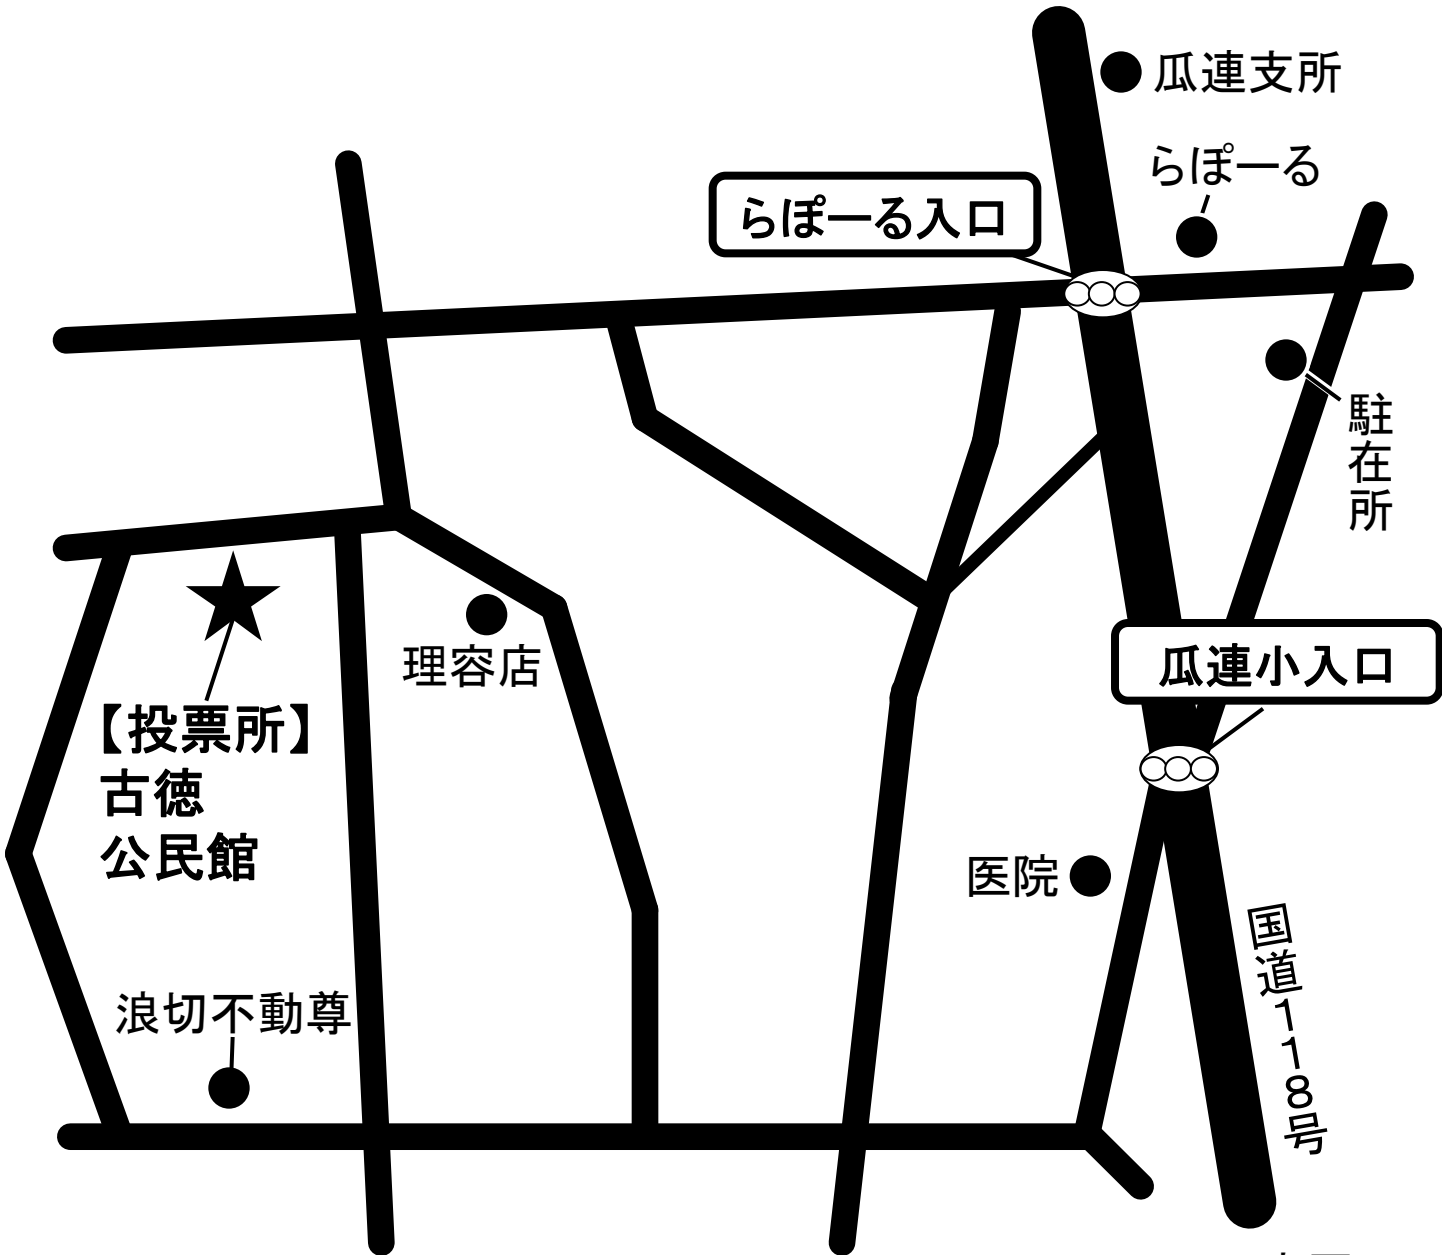 瓜連支所
らぽーる
らぽーる入口
駐在所
瓜連小入口
理容店
【投票所】
古徳
公民館
医院
国道118号
浪切不動尊